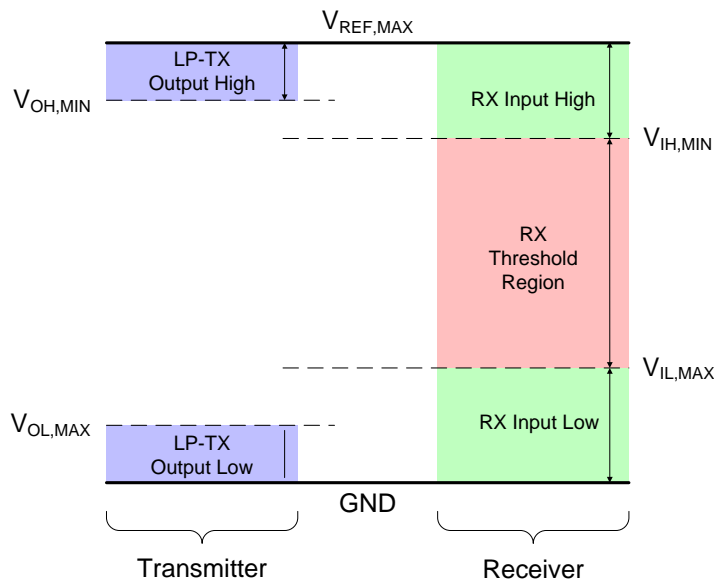 V_REF,MAX
LP-TX
Output High
V_OH,MIN
RX Input High
V_IH,MIN
RX
Threshold
Region
V_IL,MAX
V_OL,MAX
RX Input Low
LP-TX
Output Low
GND
Transmitter
Receiver